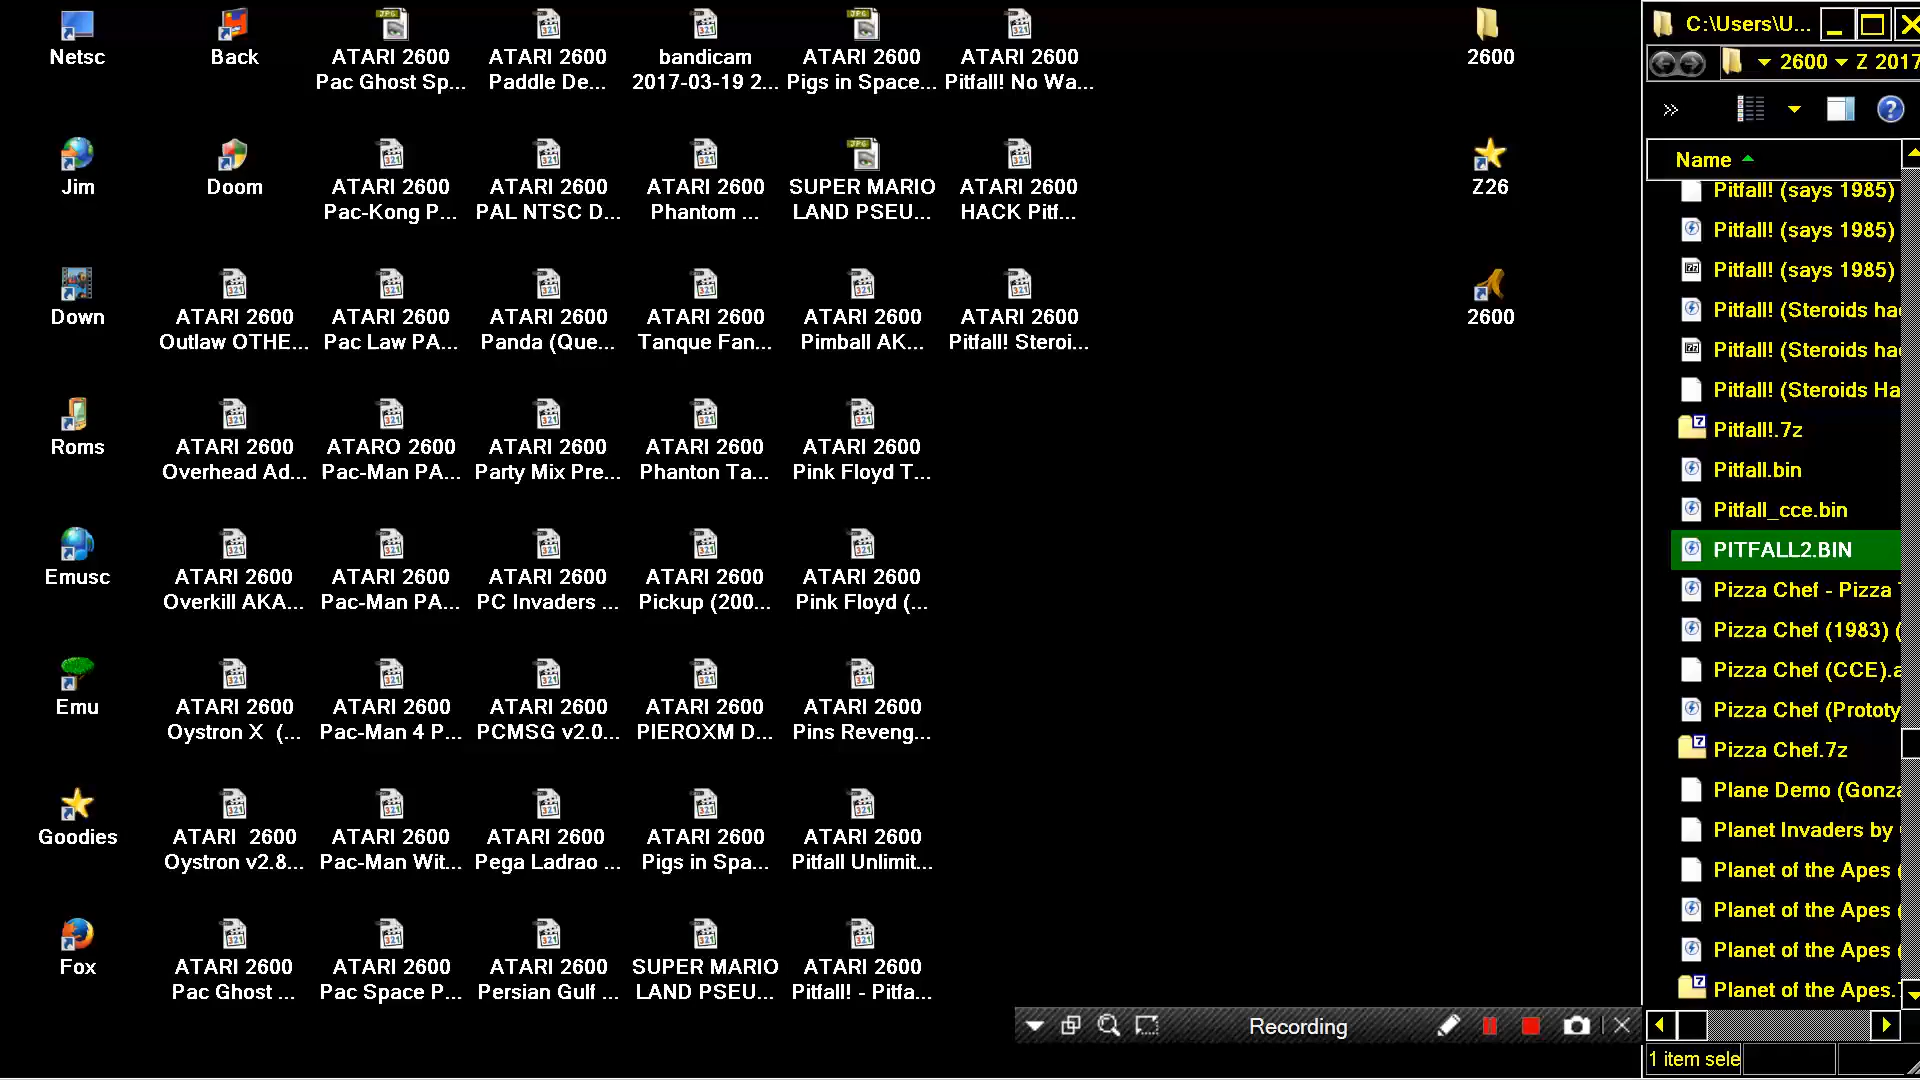 Netsc
Back
ATARI 2600
Pac Ghost Sp...
ATARI 2600
Paddle De...
bandicam
2017-03-19 2...
ATARI 2600
Pigs in Space...
ATARI 2600
Pitfall! No Wa...
2600
Jim
Doom
ATARI 2600
Pac-Kong P...
ATARI 2600
PAL NTSC D...
ATARI 2600
Phantom ...
SUPER MARIO
LAND PSEU...
ATARI 2600
HACK Pitf...
Z26
Down
ATARI 2600
Outlaw OTHE...
ATARI 2600
Pac Law PA...
ATARI 2600
Panda (Que...
ATARI 2600
Tanque Fan...
ATARI 2600
Pimball AK...
ATARI 2600
Pitfall! Steroi...
2600
Roms
ATARI 2600
Overhead Ad...
ATARO 2600
Pac-Man PA...
ATARI 2600
Party Mix Pre...
ATARI 2600
Phanton Ta...
ATARI 2600
Pink Floyd T...
Emusc
ATARI 2600
Overkill AKA...
ATARI 2600
Pac-Man PA...
ATARI 2600
PC Invaders ...
ATARI 2600
Pickup (200...
ATARI 2600
Pink Floyd (...
Emu
ATARI 2600
Oystron X (...
ATARI 2600
Pac-Man 4 P...
ATARI 2600
PCMSG v2.0...
ATARI 2600
PIEROXM D...
ATARI 2600
Pins Reveng...
Goodies
ATARI 2600
Oystron v2.8...
ATARI 2600
Pac-Man Wit...
ATARI 2600
Pega Ladrao ...
ATARI 2600
Pigs in Spa...
ATARI 2600
Pitfall Unlimit...
Fox
ATARI 2600
Pac Ghost ...
ATARI 2600
Pac Space P...
ATARI 2600
Persian Gulf ...
SUPER MARIO
LAND PSEU...
ATARI 2600
Pitfall! - Pitfa...
Recording
C:\Users\U...
2600 Z 2017
Name
Pitfall! (says 1985)
Pitfall! (says 1985)
Pitfall! (says 1985)
Pitfall! (Steroids ha
Pitfall! (Steroids ha
Pitfall! (Steroids Ha
Pitfall!.7z
Pitfall.bin
Pitfall_cce.bin
PITFALL2.BIN
Pizza Chef - Pizza
Pizza Chef (1983) (
Pizza Chef (CCE).a
Pizza Chef (Prototy
Pizza Chef.7z
Plane Demo (Gonza
Planet Invaders by
Planet of the Apes (
Planet of the Apes (
Planet of the Apes (
Planet of the Apes.
1 item sele